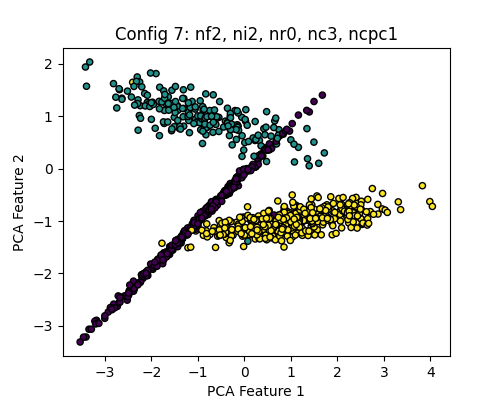 Config 7: nf2, ni2, nr0, nc3, ncpc1
PCA Feature 2
2
1
0
−1
−2
−3
−3 −2 −1 0 1 2 3 4
PCA Feature 1